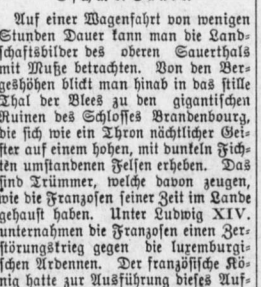 Auf einer Wagenfahrt von wenigen
Stunden Dauer kann man die Land-
schaftsbilder des oberen Sauerthals
mit Muße betrachten. Von den Ber-
geshöhen blickt man hinab in das stille
Thal der Blees zu den gigantischen
Ruinen des Schlosses Brandenbourg,
die sich wie ein Thron nächtlicher Gei-
ster auf einem hohen, mit dunkeln Fich-
ten umstandenen Felsen erheben. Das
sind Trümmer, welche davon zeugen,
wie die Franzosen seiner Zeit im Lande
gehaust haben. Unter Ludwig XIV.
unternahmen die Franzosen einen Zer-
störungskrieg gegen die luxemburgi-
schen Ardennen. Der französische Kö-
nig hatte zur Ausführung dieses Auf-